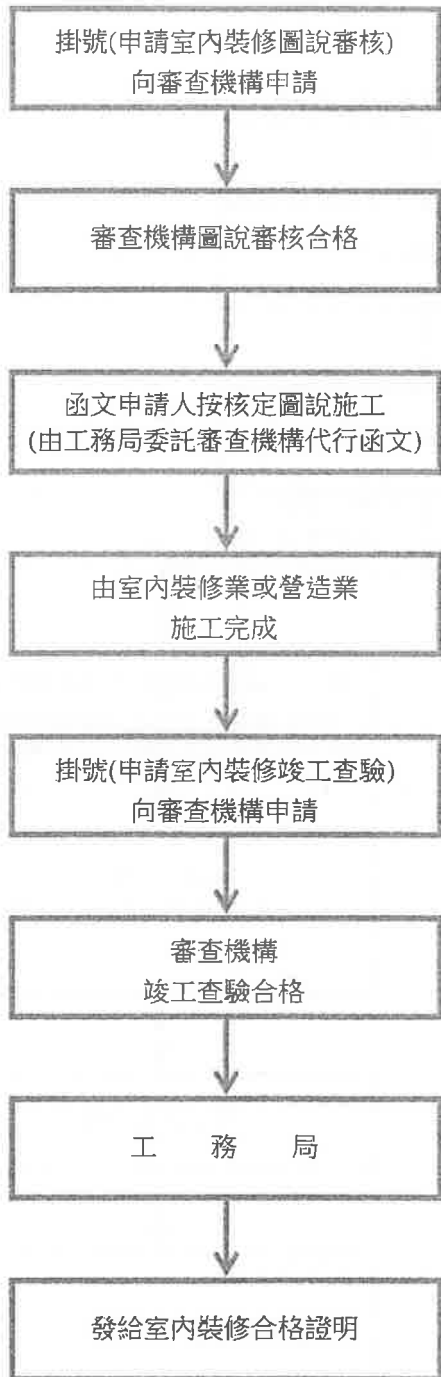 掛號(申請室內裝修圖說審核)
向審查機構申請
審查機構圖說審核合格
函文申請人按核定圖說施工
(由工務局委託審查機構代行函文)
由室內裝修業或營造業
施工完成
掛號(申請室內裝修竣工查驗)
向審查機構申請
審查機構
竣工查驗合格
工 務 局
發給室內裝修合格證明